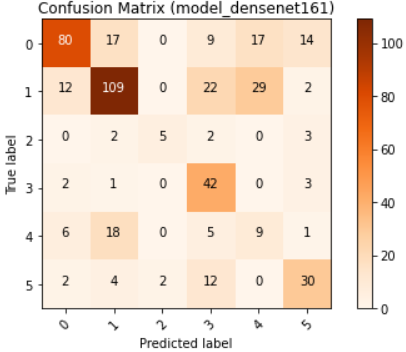 Confusion Matrix (model_densenet161)
0 80 17 0 9 17 14
1 12 109 0 22 29 2
2 0 2 5 2 0 3
3 2 1 0 42 0 3
4 6 18 0 5 9 1
5 2 4 2 12 0 30
0 1 2 3 4 5
True label
Predicted label
100
80
60
40
20
0